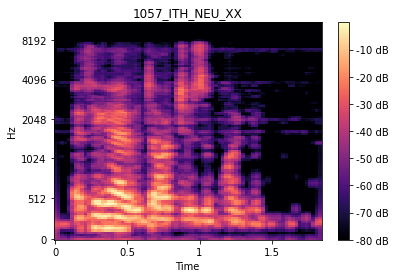 1057_ITH_NEU_XX
8192
4096
2048
1024
512
0
Hz
0
0.5
1
1.5
Time
-10 dB
-20 dB
-30 dB
-40 dB
-50 dB
-60 dB
-70 dB
-80 dB